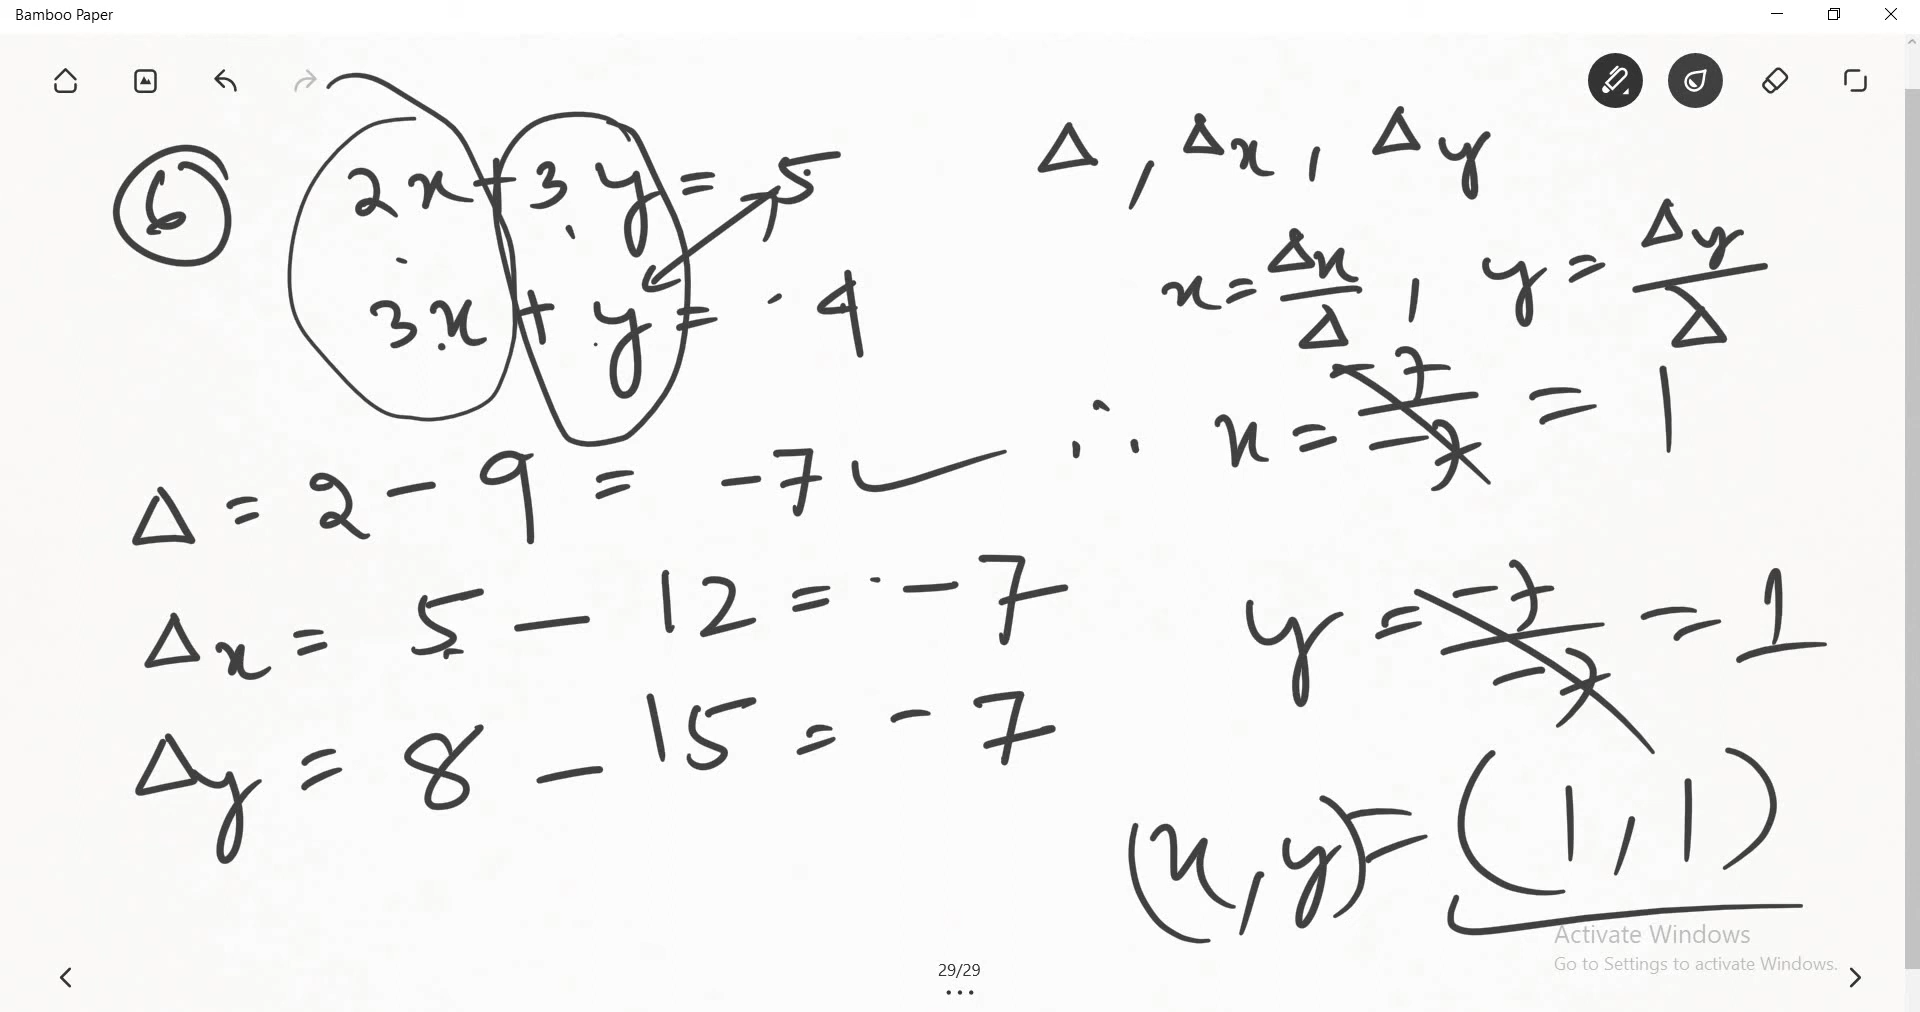 Bamboo Paper
6
2x + 3y = 5
3x + y = 4
Δ , Δx , Δy
x = Δx/Δ , y = Δy/Δ
Δ = 2 - 9 = -7
∴ x = -7/-7 = 1
Δx = 5 - 12 = -7
y = -7/-7 = 1
Δy = 8 - 15 = -7
(x, y) = (1, 1)
Activate Windows
Go to Settings to activate Windows.
29/29